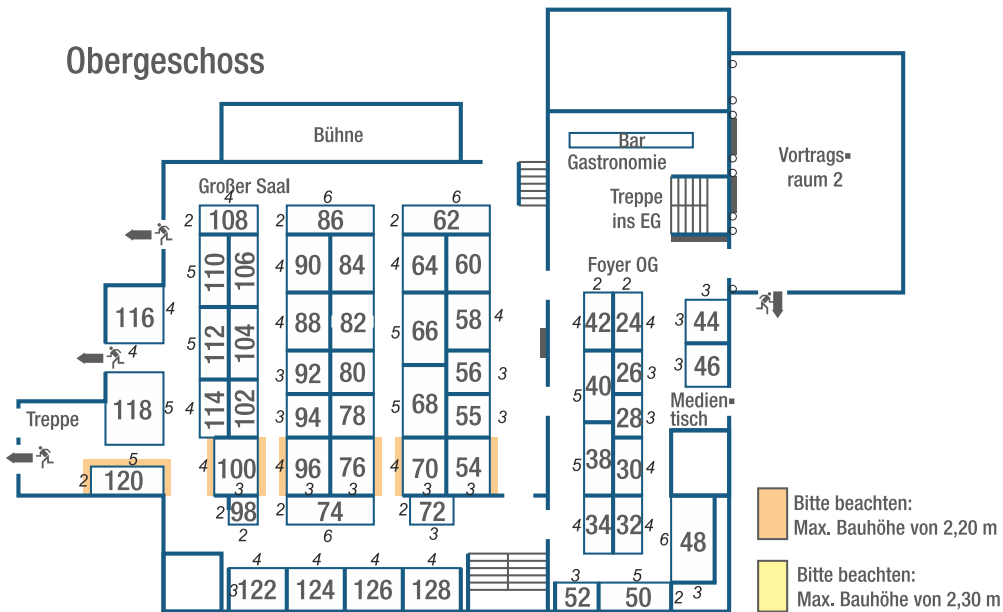 Obergeschoss
Bühne
Bar
Gastronomie
Treppe
ins EG
Vortrags-
raum 2
Großer Saal
4
6
6
2 108
2 86
2 62
5 110 106
4 90 84
4 64 60
Foyer OG
2 2
3
116 4
4
5 112 104
4 88 82
5 66 58 4
4 42 24 4
3 44
3 92 80
56 3
40 26 3
46
5
118 5
4 114 102
3 94 78
5 68 55 3
28 3
Medien-
tisch
Treppe
5
2 120
4 100
3
4 96 76
3 3
4 70 54
3 3
5 38 30 4
2 98
2
74
6
2 72
3
4 34 32 4
6 48
3
4 4 4 4
3 122 124 126 128
3 5
52 50 2
Bitte beachten:
Max. Bauhöhe von 2,20 m
Bitte beachten:
Max. Bauhöhe von 2,30 m